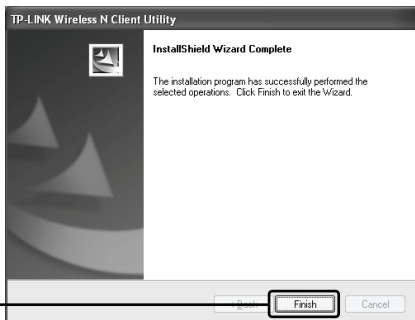 TP-LINK Wireless N Client Utility
InstallShield Wizard Complete
The installation program has successfully performed the
selected operations. Click Finish to exit the Wizard.
< Back
Finish
Cancel